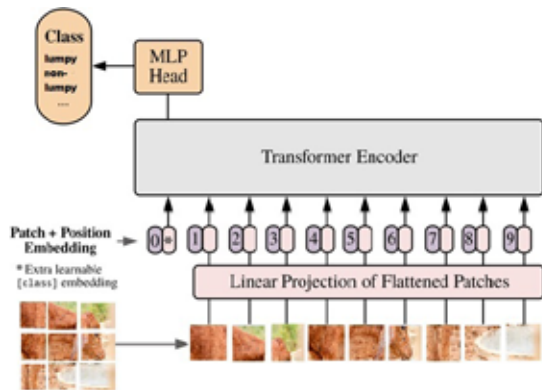 Class
lumpy
non-
lumpy
....
MLP
Head
Transformer Encoder
Patch + Position
Embedding
0 * 1 2 3 4 5 6 7 8 9
* Extra learnable
[class] embedding
Linear Projection of Flattened Patches